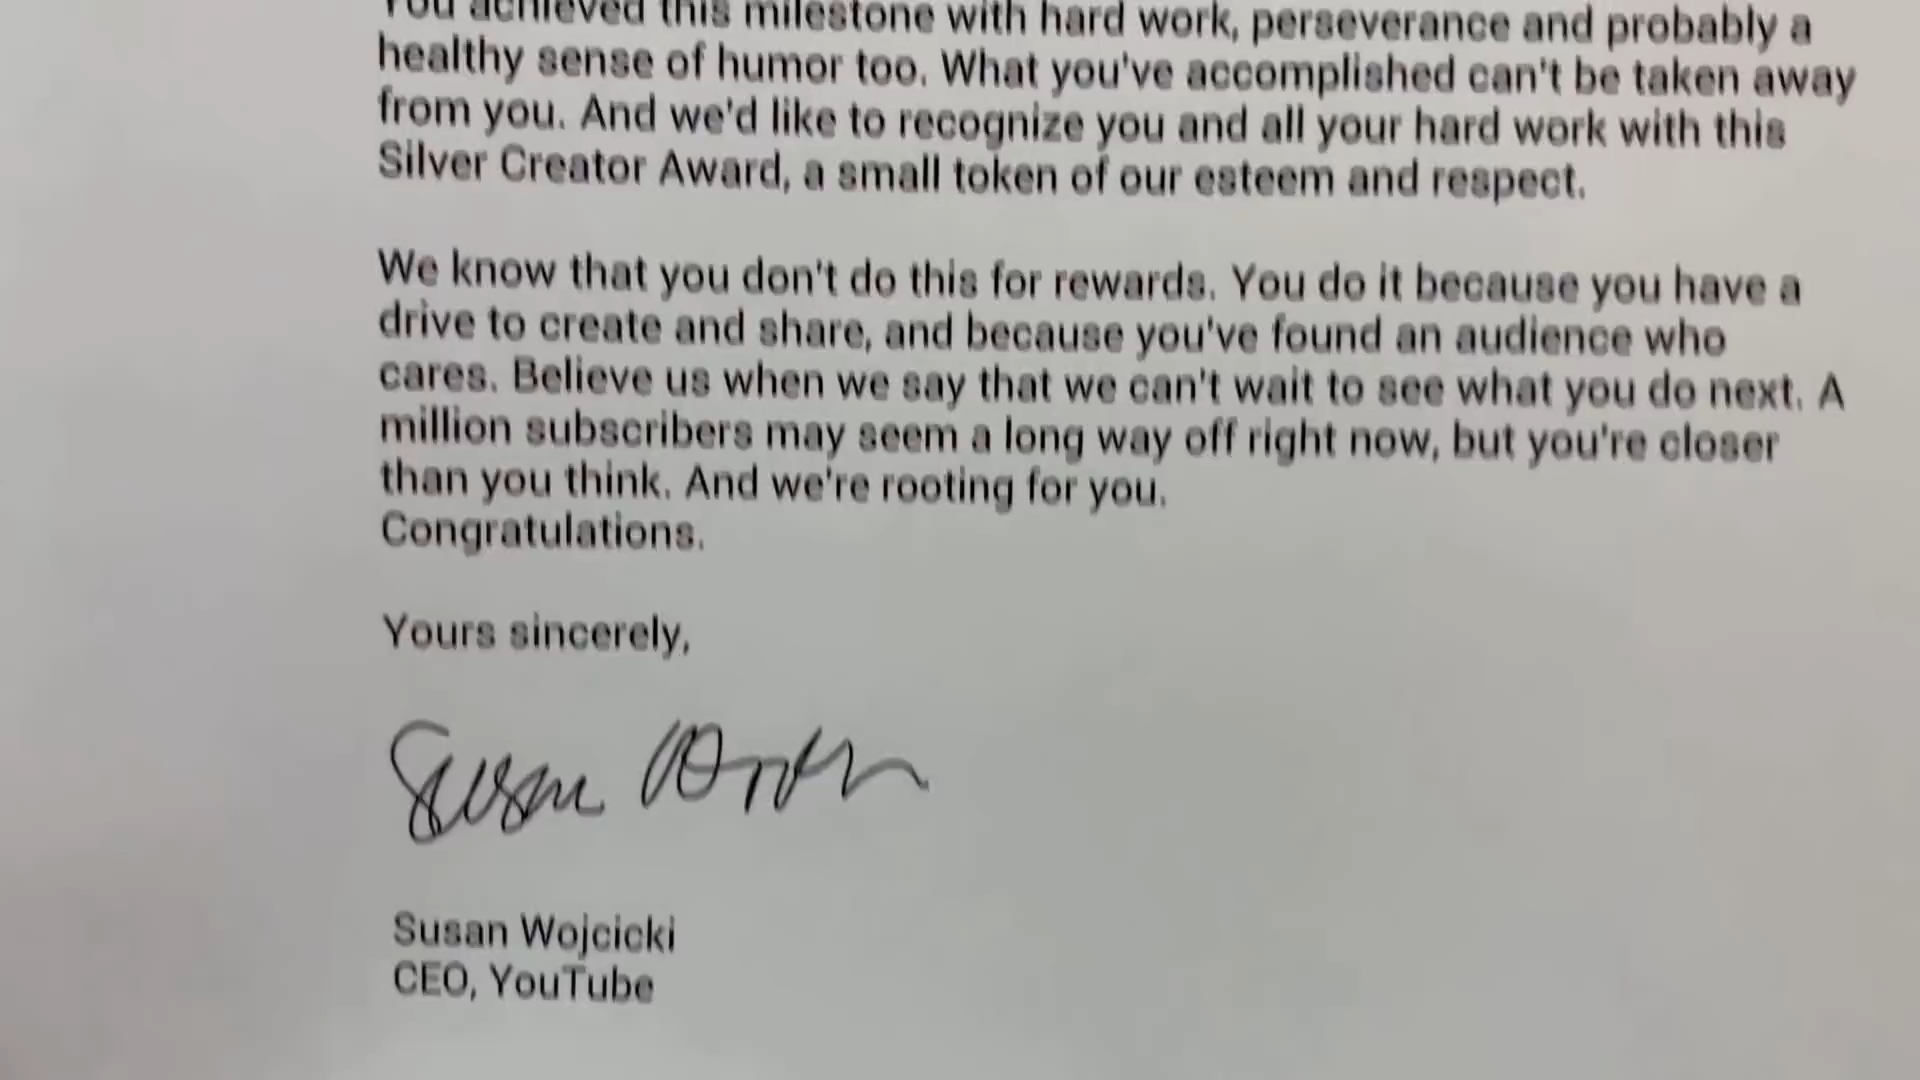 You achieved this milestone with hard work, perseverance and probably a
healthy sense of humor too. What you've accomplished can't be taken away
from you. And we'd like to recognize you and all your hard work with this
Silver Creator Award, a small token of our esteem and respect.
We know that you don't do this for rewards. You do it because you have a
drive to create and share, and because you've found an audience who
cares. Believe us when we say that we can't wait to see what you do next. A
million subscribers may seem a long way off right now, but you're closer
than you think. And we're rooting for you.
Congratulations.
Yours sincerely,
Susan
Susan Wojcicki
CEO, YouTube